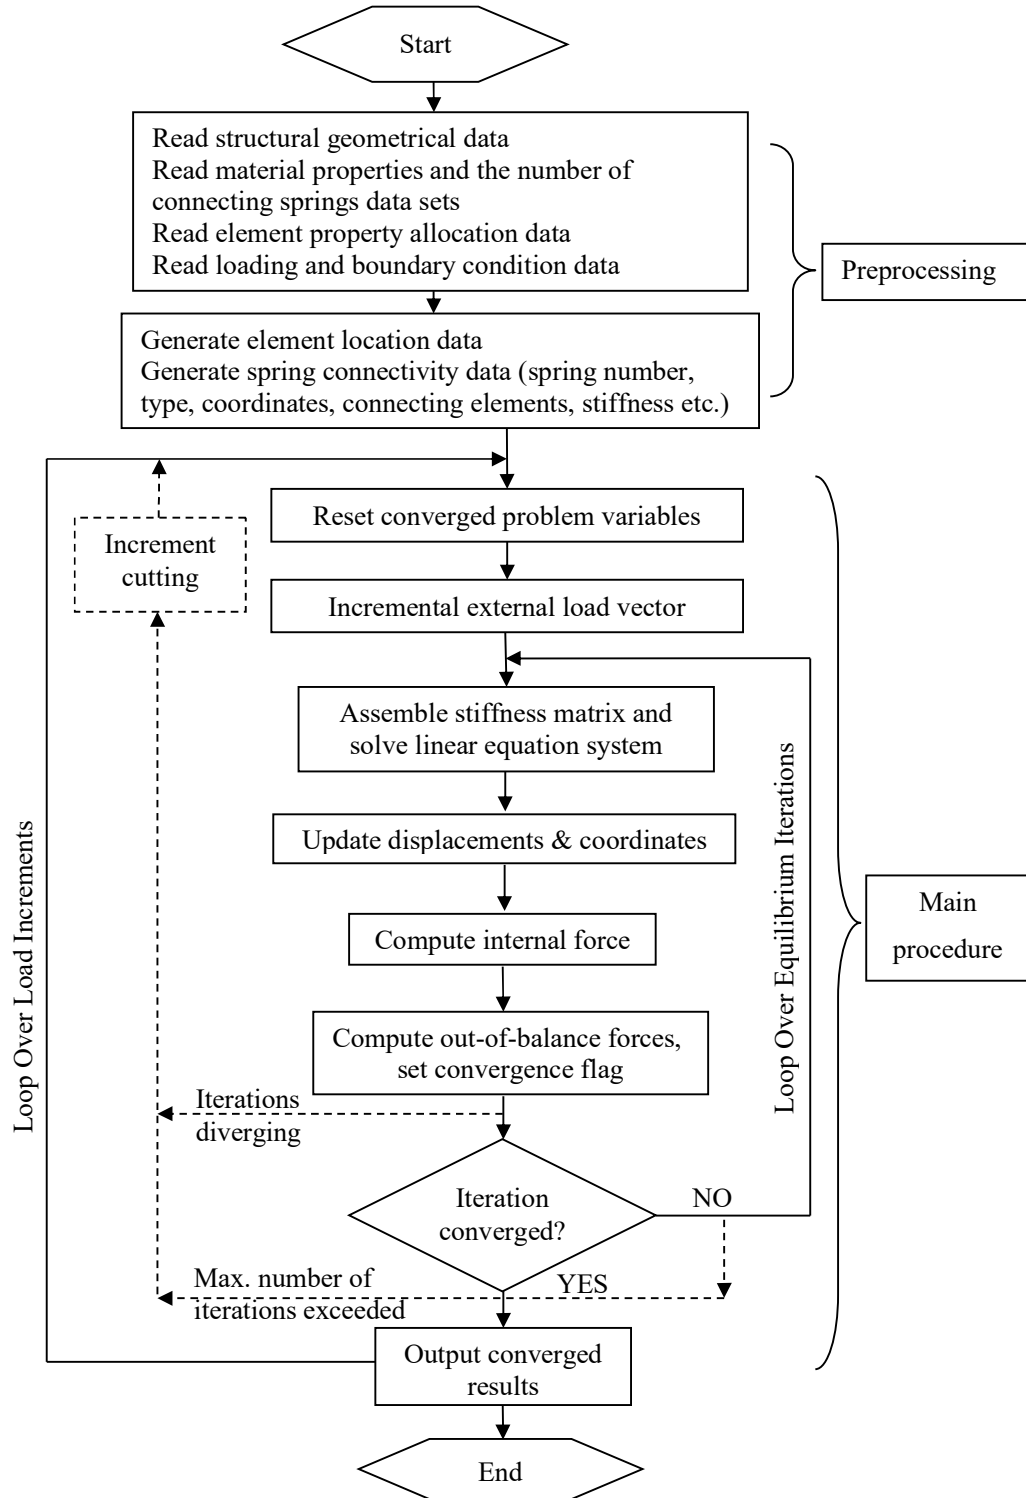 Start
Read structural geometrical data
Read material properties and the number of
connecting springs data sets
Read element property allocation data
Read loading and boundary condition data
Preprocessing
Generate element location data
Generate spring connectivity data (spring number,
type, coordinates, connecting elements, stiffness etc.)
Reset converged problem variables
Increment
cutting
Incremental external load vector
Assemble stiffness matrix and
solve linear equation system
Update displacements & coordinates
Loop Over Load Increments
Loop Over Equilibrium Iterations
Main
procedure
Compute internal force
Compute out-of-balance forces,
set convergence flag
Iterations
diverging
Iteration
converged?
NO
YES
Max. number of
iterations exceeded
Output converged
results
End